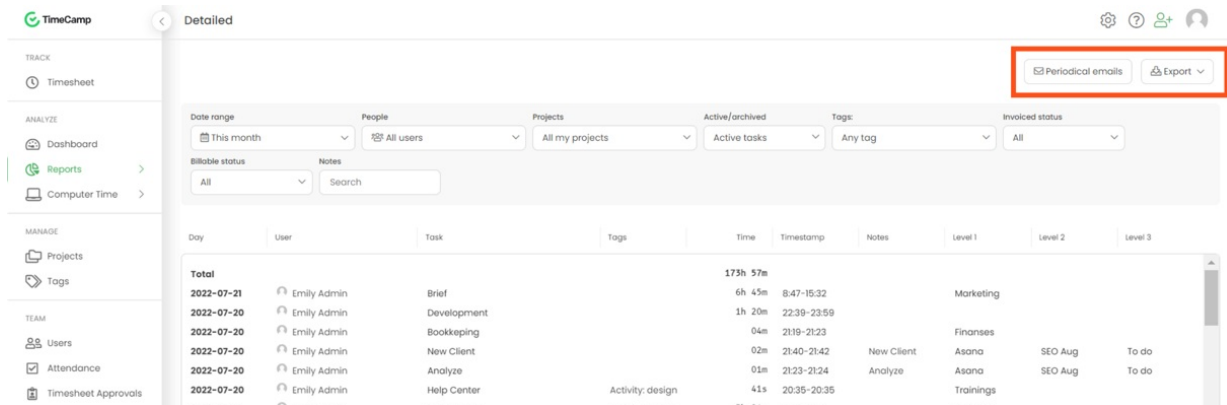 TimeCamp
Detailed
TRACK
Timesheet
ANALYZE
Dashboard
Reports
Computer Time
MANAGE
Projects
Tags
TEAM
Users
Attendance
Timesheet Approvals
Periodical emails Export
Date range People Projects Active/archived Tags: Invoiced status
This month All users All my projects Active tasks Any tag All
Billable status Notes
All Search
Day User Task Tags Time Timestamp Notes Level 1 Level 2 Level 3
Total 173h 57m
2022-07-21 Emily Admin Brief 6h 45m 8:47-15:32 Marketing
2022-07-20 Emily Admin Development 1h 20m 22:39-23:59
2022-07-20 Emily Admin Bookkeping 04m 21:19-21:23 Finanses
2022-07-20 Emily Admin New Client 02m 21:40-21:42 New Client Asana SEO Aug To do
2022-07-20 Emily Admin Analyze 01m 21:23-21:24 Analyze Asana SEO Aug To do
2022-07-20 Emily Admin Help Center Activity: design 41s 20:35-20:35 Trainings